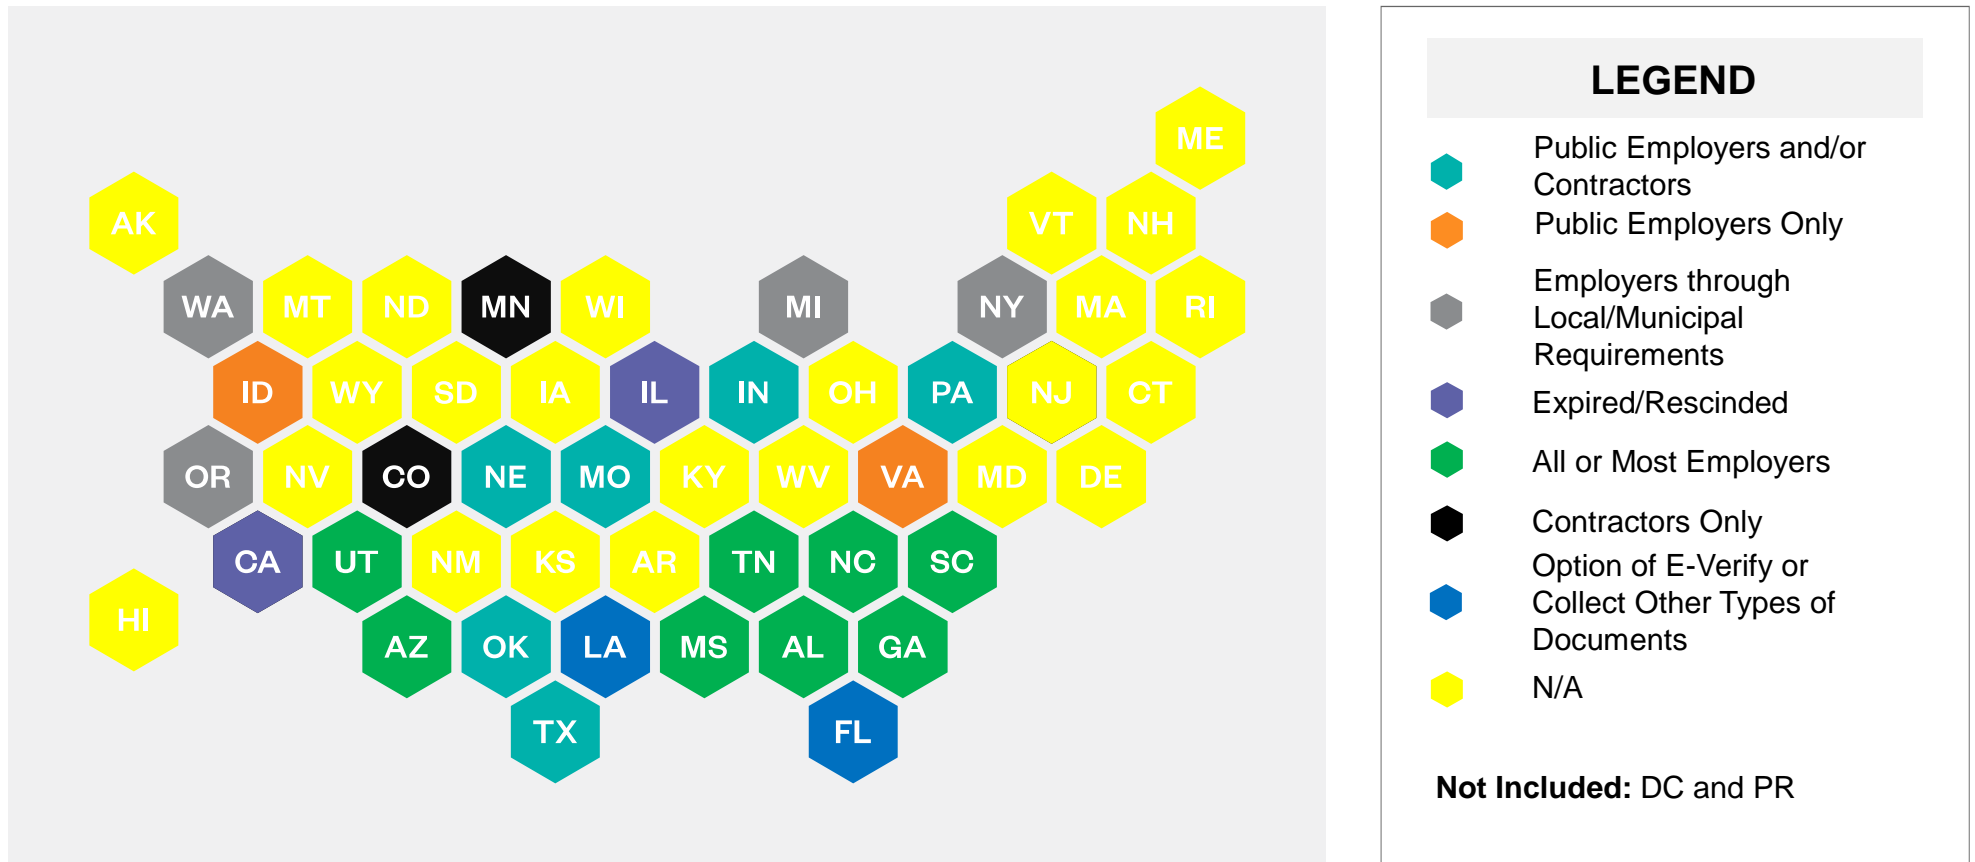 ME
AK
VT NH
WA MT ND MN WI MI NY MA RI
ID WY SD IA IL IN OH PA NJ CT
OR NV CO NE MO KY WV VA MD DE
CA UT NM KS AR TN NC SC
HI
AZ OK LA MS AL GA
TX FL
LEGEND
Public Employers and/or
Contractors
Public Employers Only
Employers through
Local/Municipal
Requirements
Expired/Rescinded
All or Most Employers
Contractors Only
Option of E-Verify or
Collect Other Types of
Documents
N/A
Not Included: DC and PR